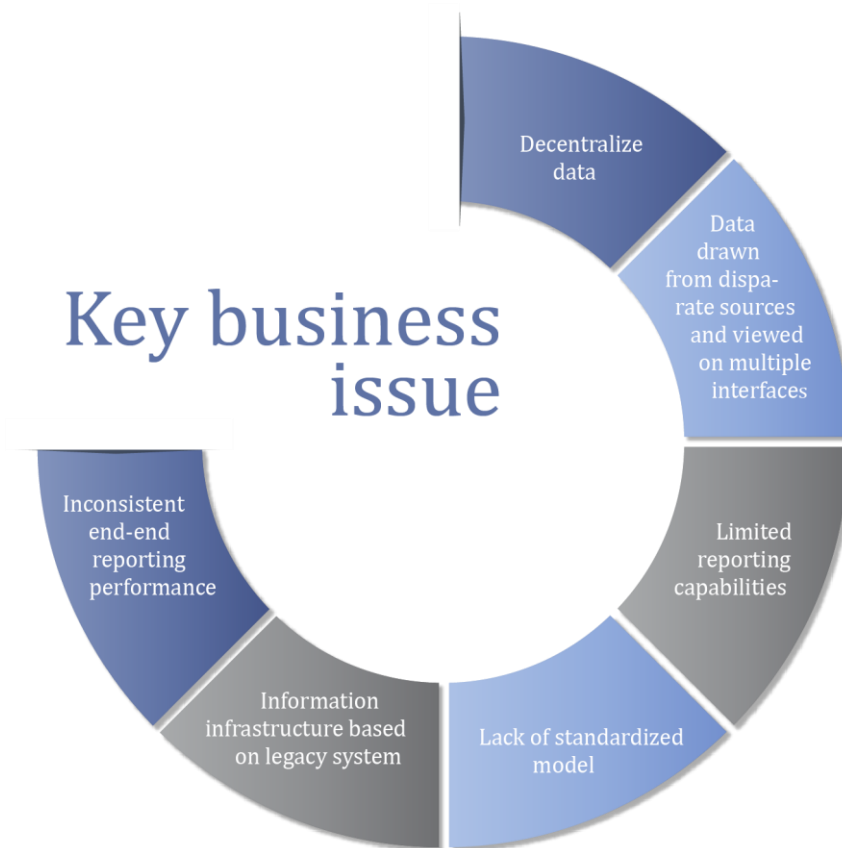 Key business
issue
Decentralize
data
Data
drawn
from dispa-
rate sources
and viewed
on multiple
interfaces
Limited
reporting
capabilities
Lack of standardized
model
Information
infrastructure based
on legacy system
Inconsistent
end-end
reporting
performance